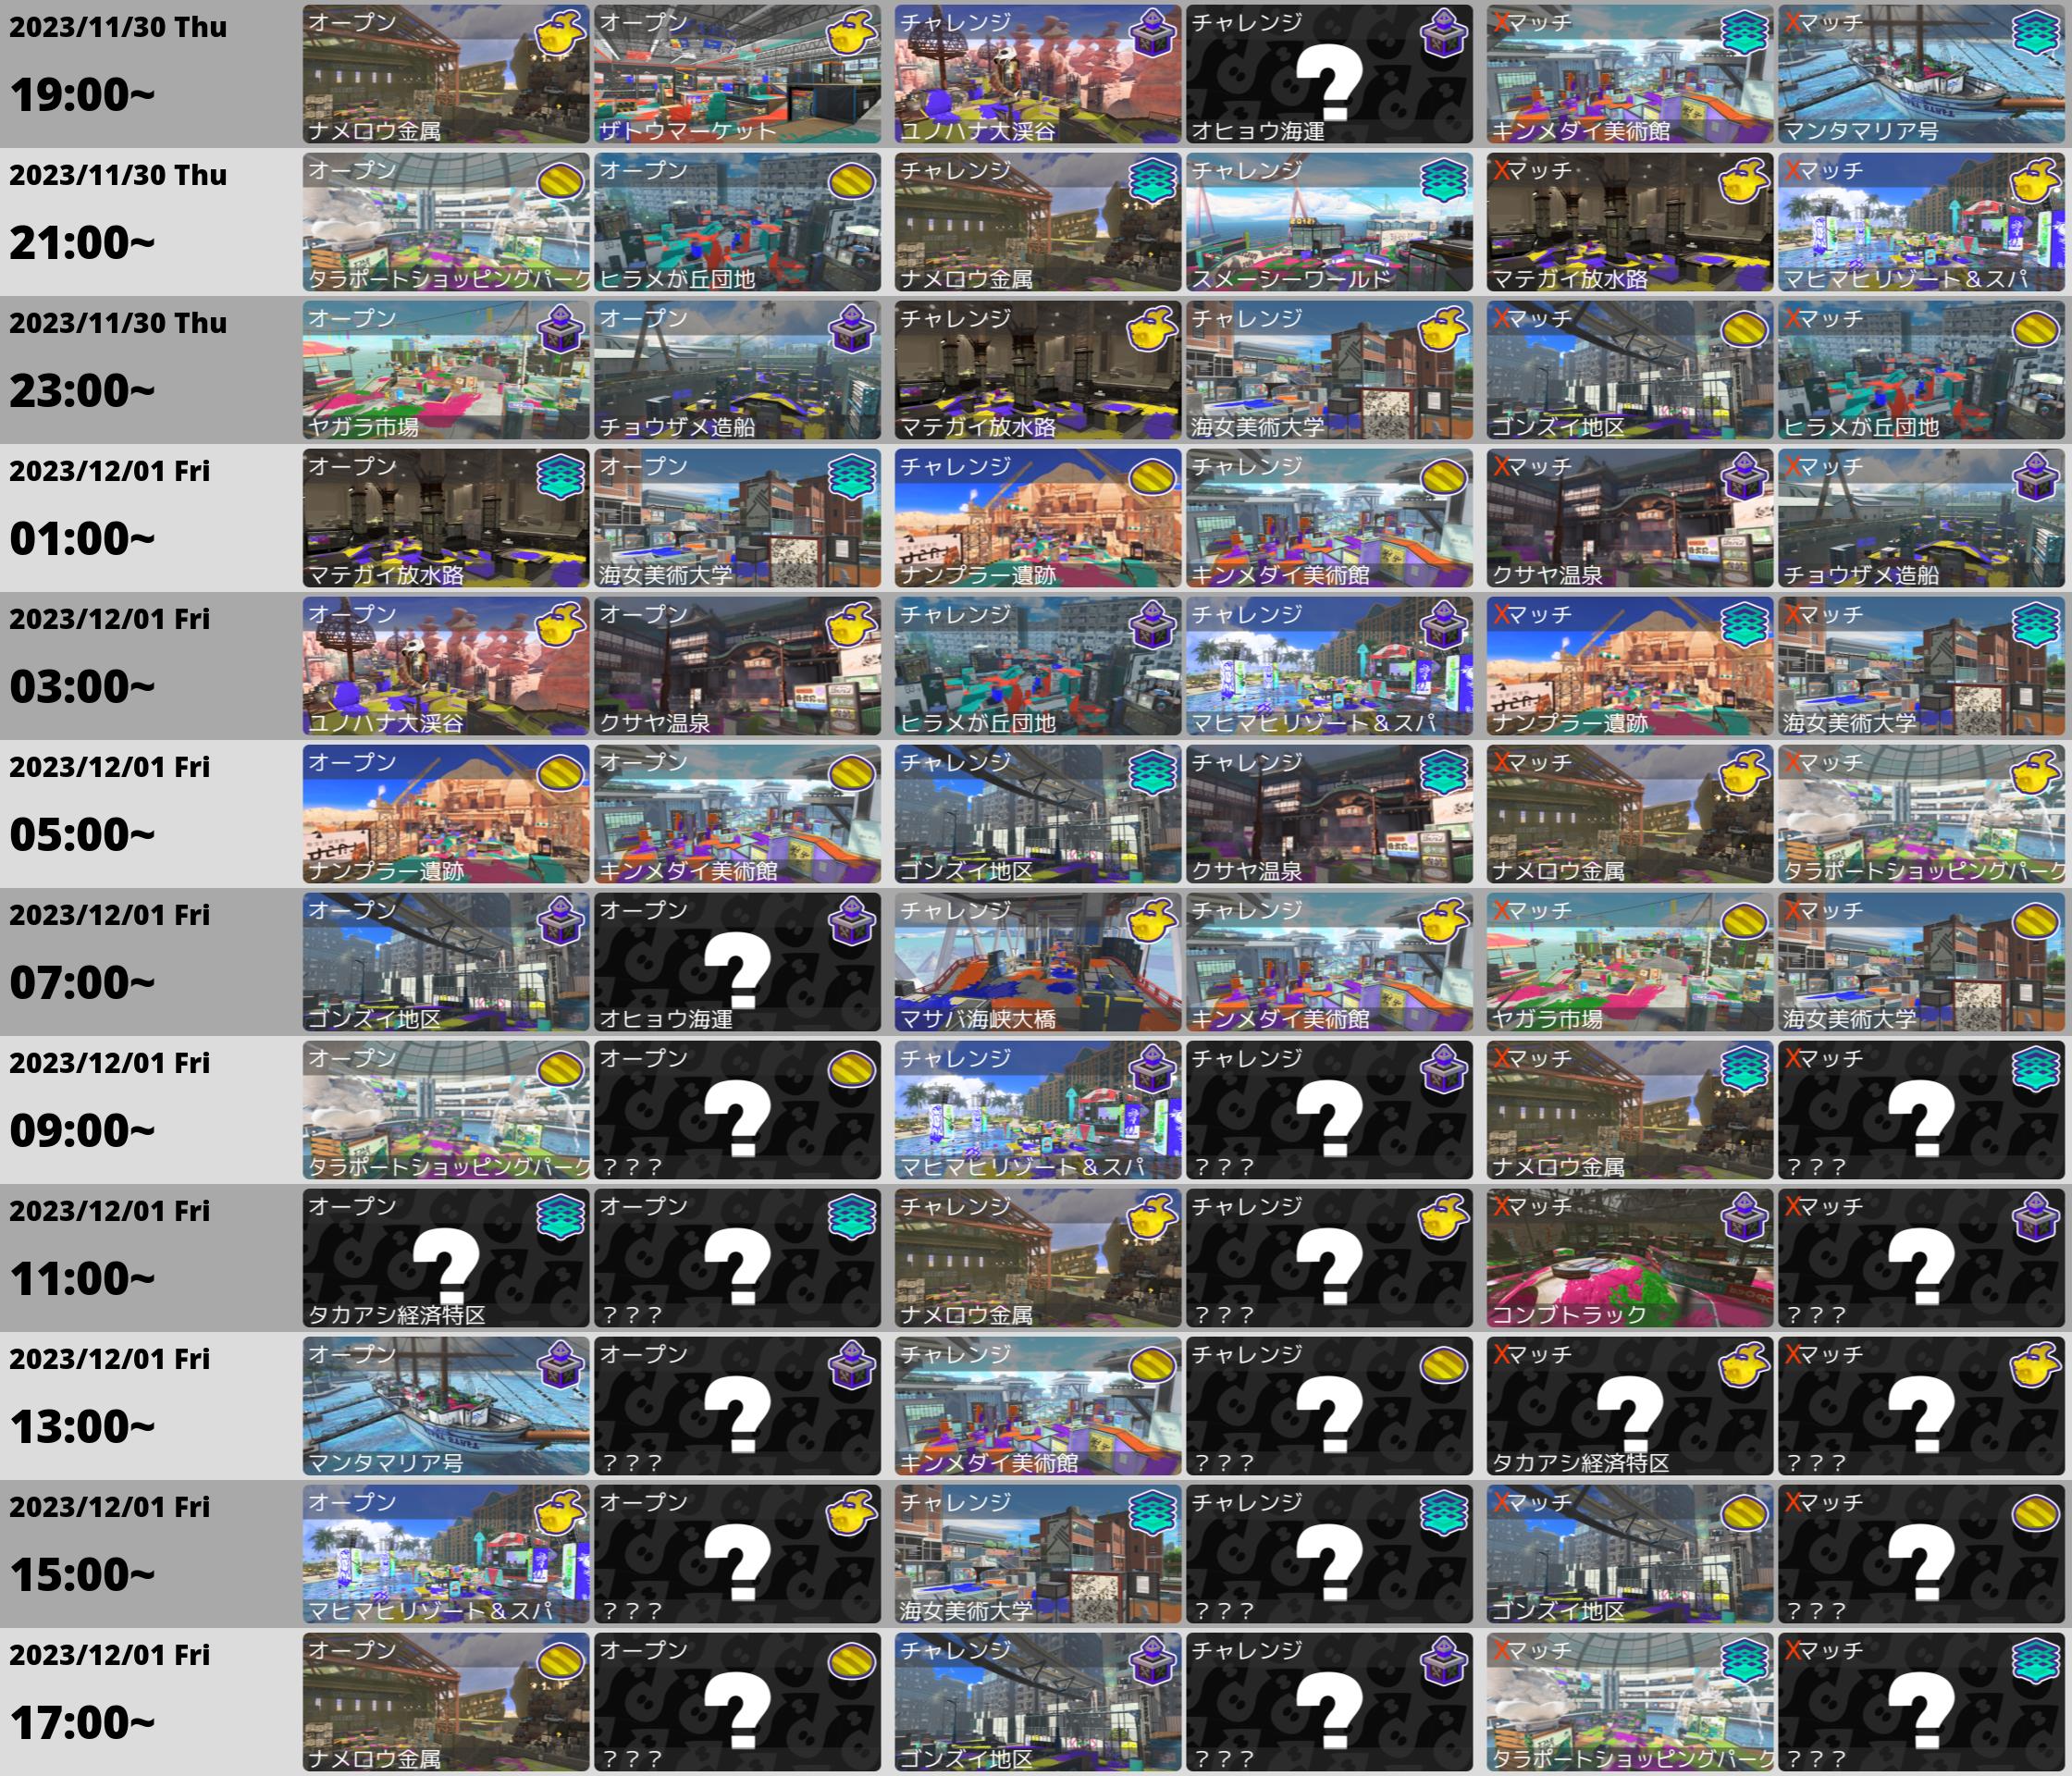 2023/11/30 Thu
19:00~
オープン
ナメロウ金属
オープン
ザトウマーケット
チャレンジ
ユノハナ大渓谷
チャレンジ
オヒョウ海運
Xマッチ
キンメダイ美術館
Xマッチ
マンタマリア号
2023/11/30 Thu
21:00~
オープン
タラポートショッピングパーク
オープン
ヒラメが丘団地
チャレンジ
ナメロウ金属
チャレンジ
スメーシーワールド
Xマッチ
マテガイ放水路
Xマッチ
マヒマヒリゾート＆スパ
2023/11/30 Thu
23:00~
オープン
ヤガラ市場
オープン
チョウザメ造船
チャレンジ
マテガイ放水路
チャレンジ
海女美術大学
Xマッチ
ゴンズイ地区
Xマッチ
ヒラメが丘団地
2023/12/01 Fri
01:00~
オープン
マテガイ放水路
オープン
海女美術大学
チャレンジ
ナンプラー遺跡
チャレンジ
キンメダイ美術館
Xマッチ
クサヤ温泉
Xマッチ
チョウザメ造船
2023/12/01 Fri
03:00~
オープン
ユノハナ大渓谷
オープン
クサヤ温泉
チャレンジ
ヒラメが丘団地
チャレンジ
マヒマヒリゾート＆スパ
Xマッチ
ナンプラー遺跡
Xマッチ
海女美術大学
2023/12/01 Fri
05:00~
オープン
ナンプラー遺跡
オープン
キンメダイ美術館
チャレンジ
ゴンズイ地区
チャレンジ
クサヤ温泉
Xマッチ
ナメロウ金属
Xマッチ
タラポートショッピングパーク
2023/12/01 Fri
07:00~
オープン
ゴンズイ地区
オープン
?
オヒョウ海運
チャレンジ
マサバ海峡大橋
チャレンジ
キンメダイ美術館
Xマッチ
ヤガラ市場
Xマッチ
海女美術大学
2023/12/01 Fri
09:00~
オープン
タラポートショッピングパーク
オープン
?
？？？
チャレンジ
マヒマヒリゾート＆スパ
チャレンジ
?
？？？
Xマッチ
ナメロウ金属
Xマッチ
?
？？？
2023/12/01 Fri
11:00~
オープン
?
タカアシ経済特区
オープン
?
？？？
チャレンジ
ナメロウ金属
チャレンジ
?
？？？
Xマッチ
コンブトラック
Xマッチ
?
？？？
2023/12/01 Fri
13:00~
オープン
マンタマリア号
オープン
?
？？？
チャレンジ
キンメダイ美術館
チャレンジ
?
？？？
Xマッチ
?
タカアシ経済特区
Xマッチ
?
？？？
2023/12/01 Fri
15:00~
オープン
マヒマヒリゾート＆スパ
オープン
?
？？？
チャレンジ
海女美術大学
チャレンジ
?
？？？
Xマッチ
ゴンズイ地区
Xマッチ
?
？？？
2023/12/01 Fri
17:00~
オープン
ナメロウ金属
オープン
?
？？？
チャレンジ
ゴンズイ地区
チャレンジ
?
？？？
Xマッチ
タラポートショッピングパーク
Xマッチ
?
？？？